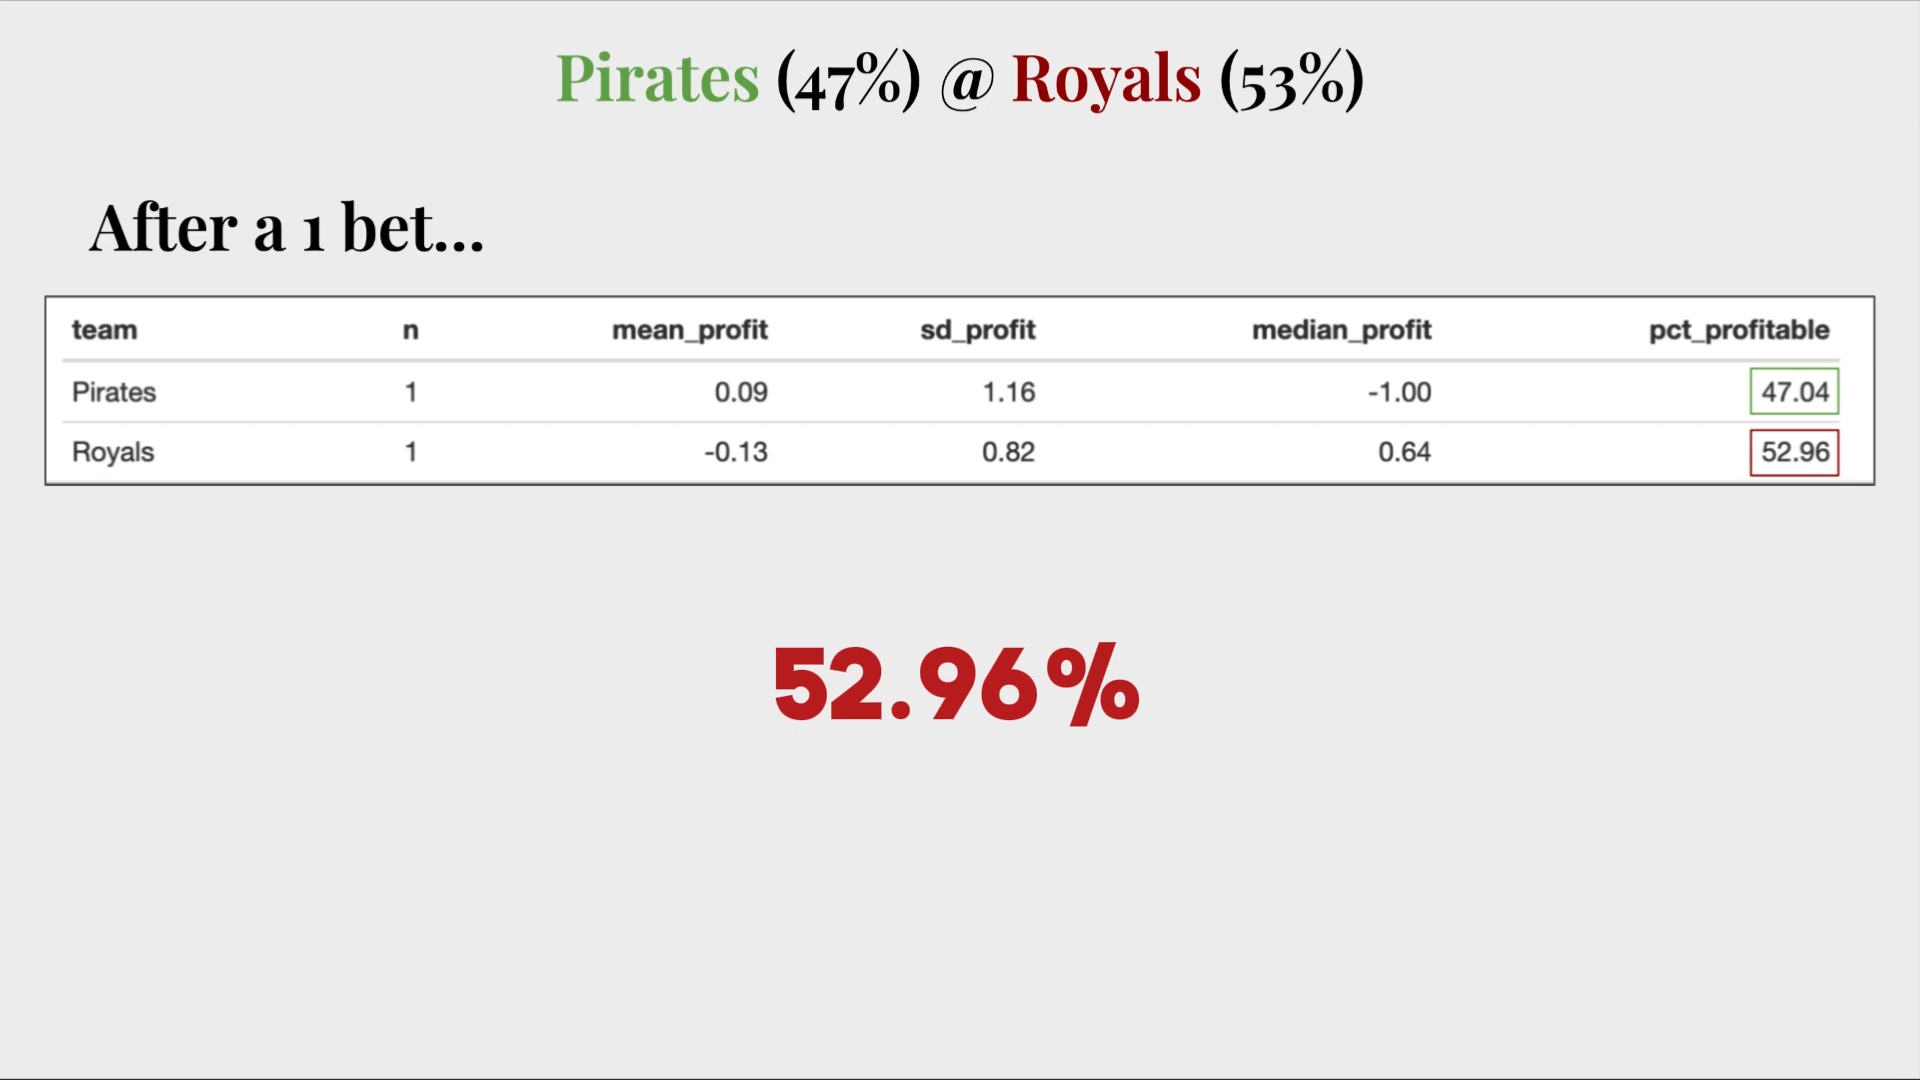 Pirates (47%) @ Royals (53%)
After a 1 bet...
team n mean_profit sd_profit median_profit pct_profitable
Pirates 1 0.09 1.16 -1.00 47.04
Royals 1 -0.13 0.82 0.64 52.96
52.96%